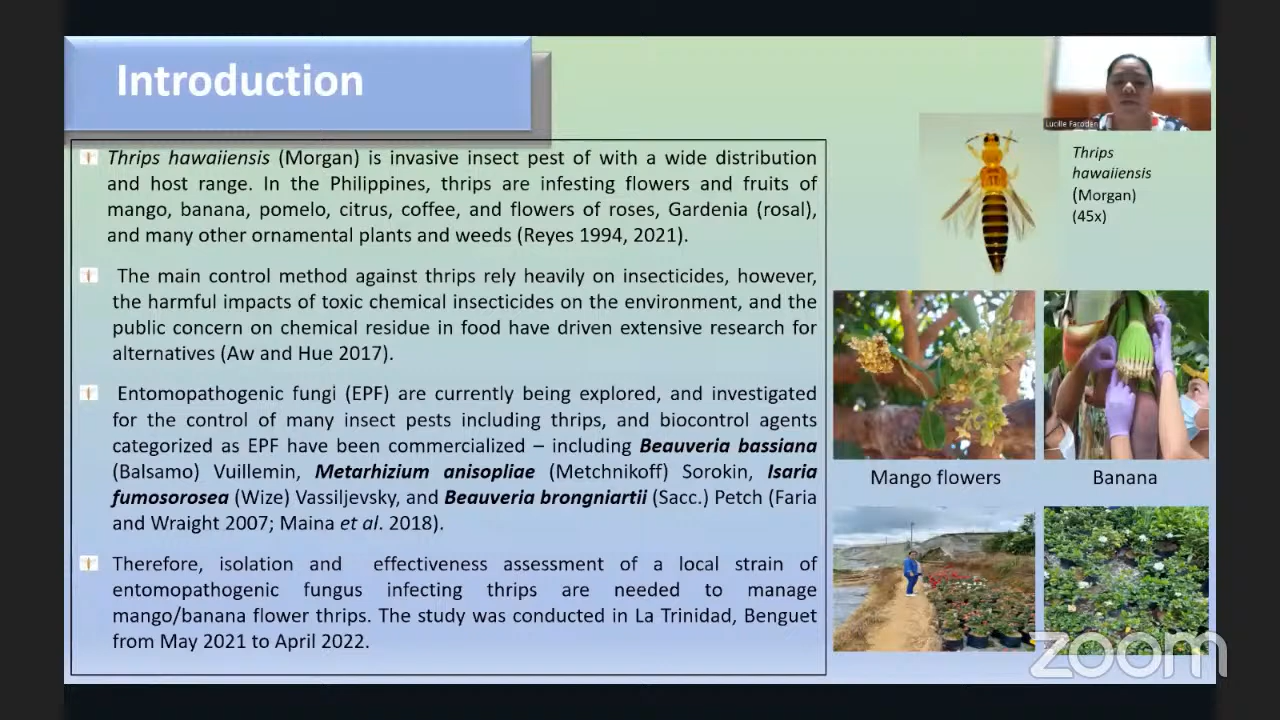 Introduction
Thrips hawaiiensis (Morgan) is invasive insect pest of with a wide distribution
and host range. In the Philippines, thrips are infesting flowers and fruits of
mango, banana, pomelo, citrus, coffee, and flowers of roses, Gardenia (rosal),
and many other ornamental plants and weeds (Reyes 1994, 2021).
The main control method against thrips rely heavily on insecticides, however,
the harmful impacts of toxic chemical insecticides on the environment, and the
public concern on chemical residue in food have driven extensive research for
alternatives (Aw and Hue 2017).
Entomopathogenic fungi (EPF) are currently being explored, and investigated
for the control of many insect pests including thrips, and biocontrol agents
categorized as EPF have been commercialized – including Beauveria bassiana
(Balsamo) Vuillemin, Metarhizium anisopliae (Metchnikoff) Sorokin, Isaria
fumosorosea (Wize) Vassiljevsky, and Beauveria brongniartii (Sacc.) Petch (Faria
and Wraight 2007; Maina et al. 2018).
Therefore, isolation and effectiveness assessment of a local strain of
entomopathogenic fungus infecting thrips are needed to manage
mango/banana flower thrips. The study was conducted in La Trinidad, Benguet
from May 2021 to April 2022.
Lucille
Thrips
hawaiiensis
(Morgan)
(45x)
Mango flowers
Banana
zoom